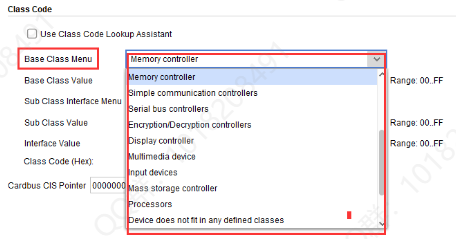 Class Code
Use Class Code Lookup Assistant
Base Class Menu
Memory controller
Base Class Value
Memory controller
Range: 00..FF
Simple communication controllers
Sub Class Interface Menu
Serial bus controllers
Sub Class Value
Encryption/Decryption controllers
Range: 00..FF
Display controller
Interface Value
Multimedia device
Range: 00..FF
Class Code (Hex):
Input devices
Mass storage controller
Cardbus CIS Pointer
0000000
Processors
Device does not fit in any defined classes